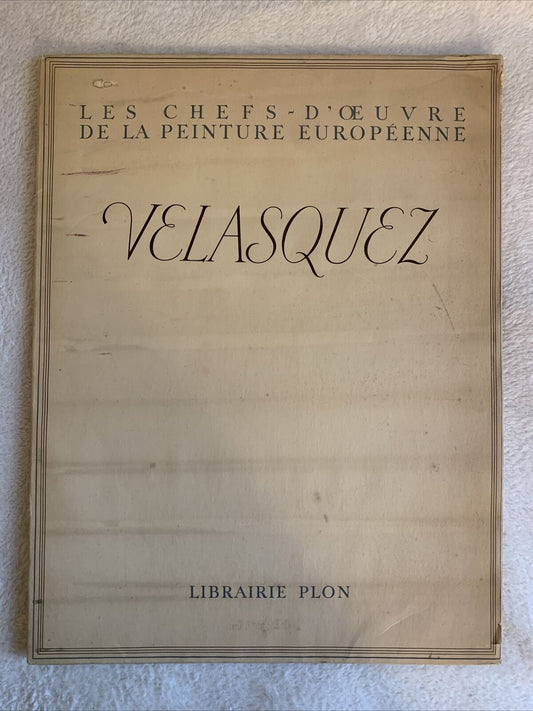 LES CHEFS-D'ŒUVRE
DE LA PEINTURE EUROPÉENNE
VELASQUEZ
LIBRAIRIE PLON